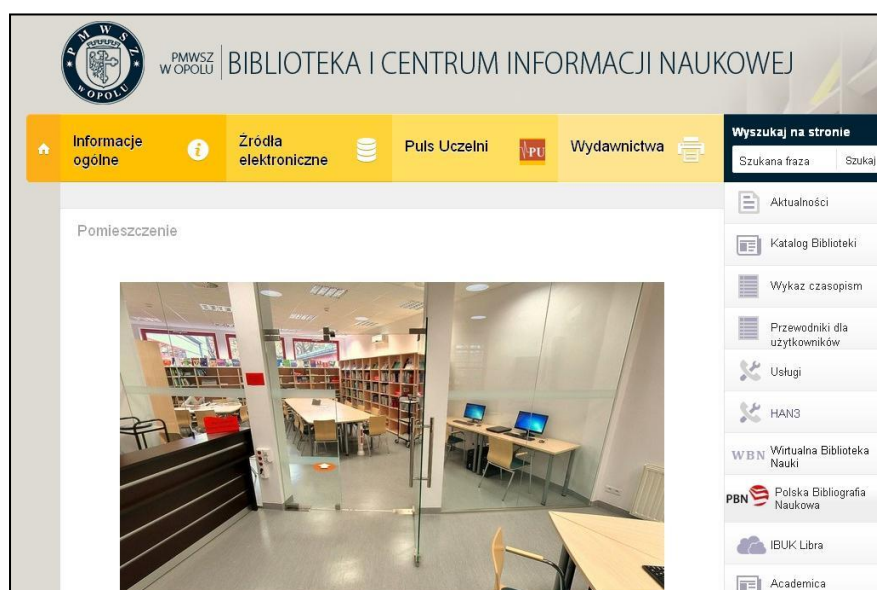 PMWSZ
W OPOLU
PMWSZ
W OPOLU
BIBLIOTEKA I CENTRUM INFORMACJI NAUKOWEJ
Informacje
ogólne
Źródła
elektroniczne
Puls Uczelni
PU
Wydawnictwa
Wyszukaj na stronie
Szukana fraza
Szukaj
Pomieszczenie
Aktualności
Katalog Biblioteki
Wykaz czasopism
Przewodniki dla
użytkowników
Usługi
HAN3
WBN Wirtualna Biblioteka
Nauki
PBN Polska Bibliografia
Naukowa
IBUK Libra
Academica